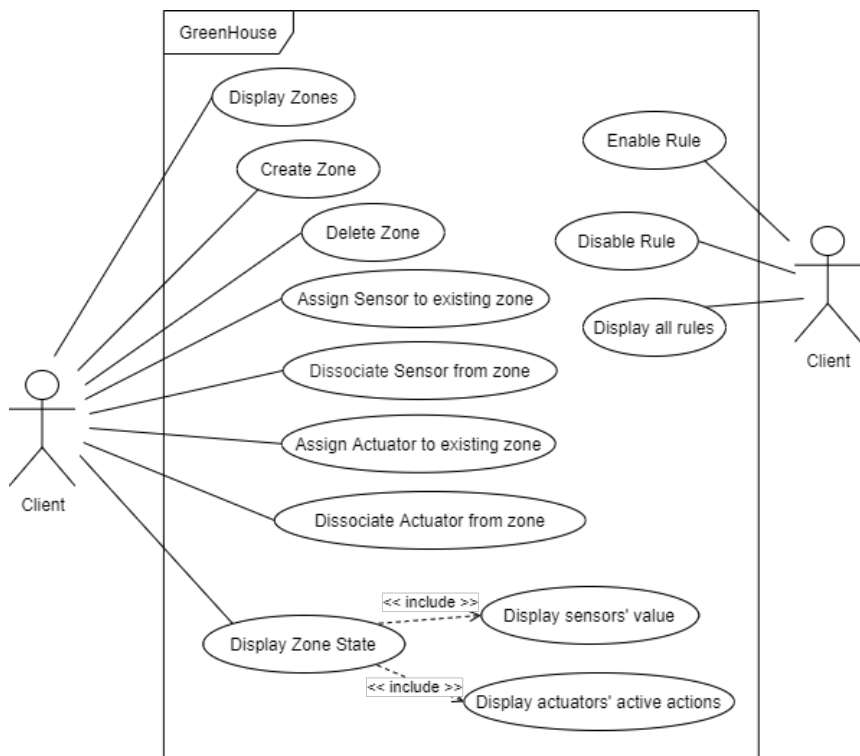 GreenHouse
Display Zones
Create Zone
Delete Zone
Assign Sensor to existing zone
Dissociate Sensor from zone
Assign Actuator to existing zone
Dissociate Actuator from zone
Client
Display Zone State
<< include >>
Display sensors' value
<< include >>
Display actuators' active actions
Enable Rule
Disable Rule
Display all rules
Client